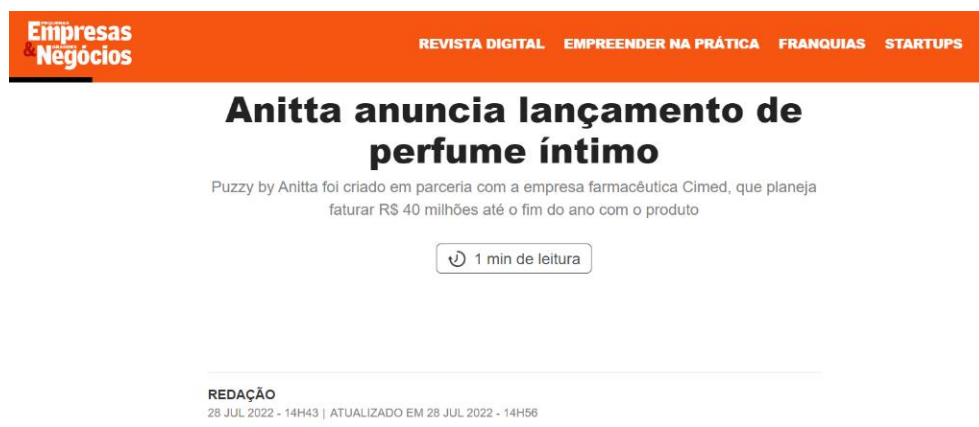 PEQUENAS
Empresas
GRANDES
&Negócios
REVISTA DIGITAL EMPREENDER NA PRÁTICA FRANQUIAS STARTUPS
Anitta anuncia lançamento de
perfume íntimo
Puzzy by Anitta foi criado em parceria com a empresa farmacêutica Cimed, que planeja
faturar R$ 40 milhões até o fim do ano com o produto
1 min de leitura
REDAÇÃO
28 JUL 2022 - 14H43 | ATUALIZADO EM 28 JUL 2022 - 14H56